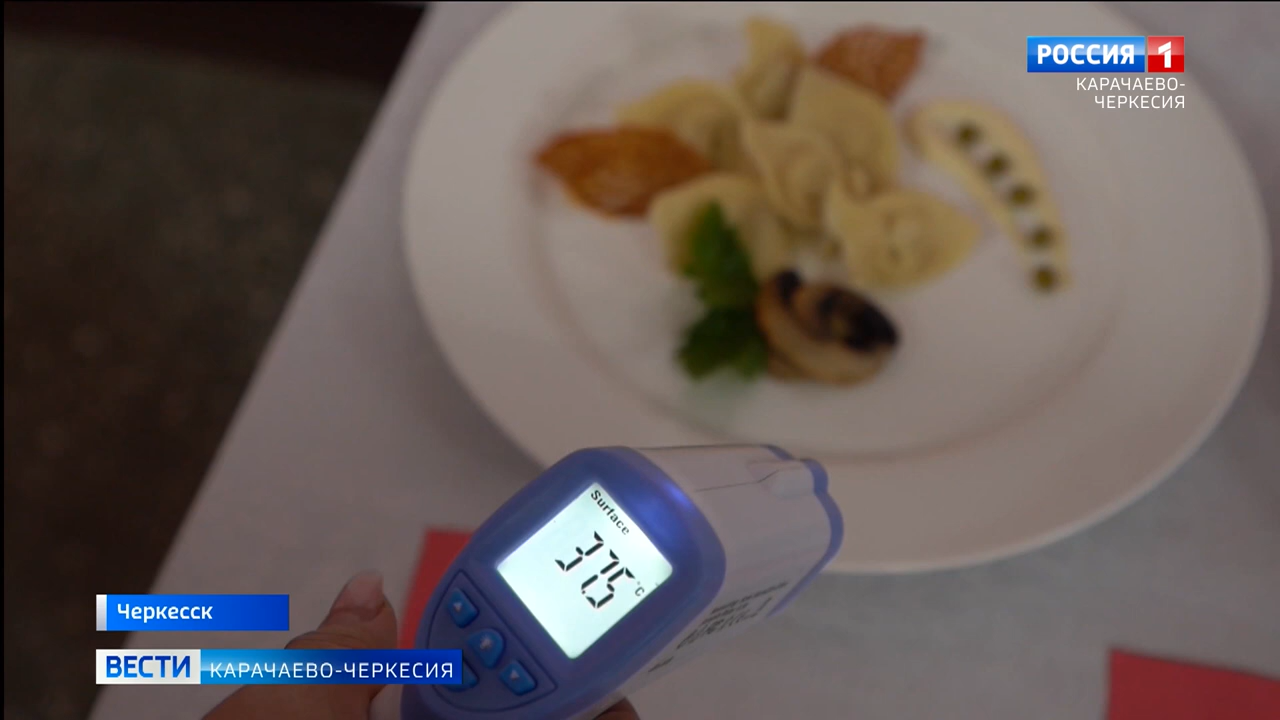 РОССИЯ 1
КАРАЧАЕВО-
ЧЕРКЕСИЯ
Surface
37.5 °C
Черкесск
ВЕСТИ КАРАЧАЕВО-ЧЕРКЕСИЯ